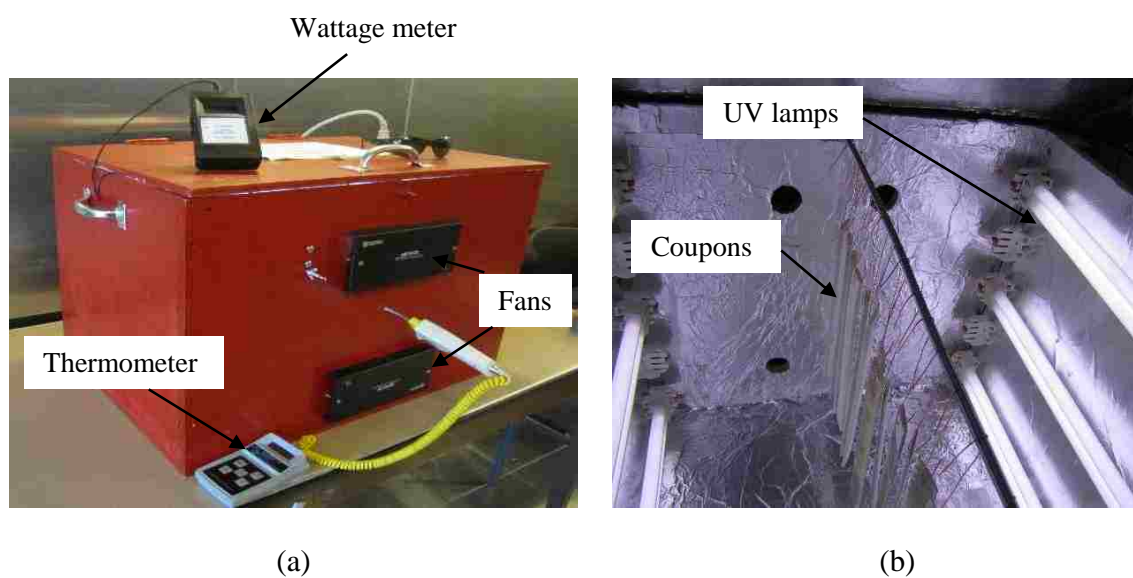 Wattage meter
UV lamps
Coupons
Fans
Thermometer
(a)
(b)